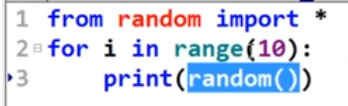 1 from random import *
2 for i in range(10):
3     print(random())